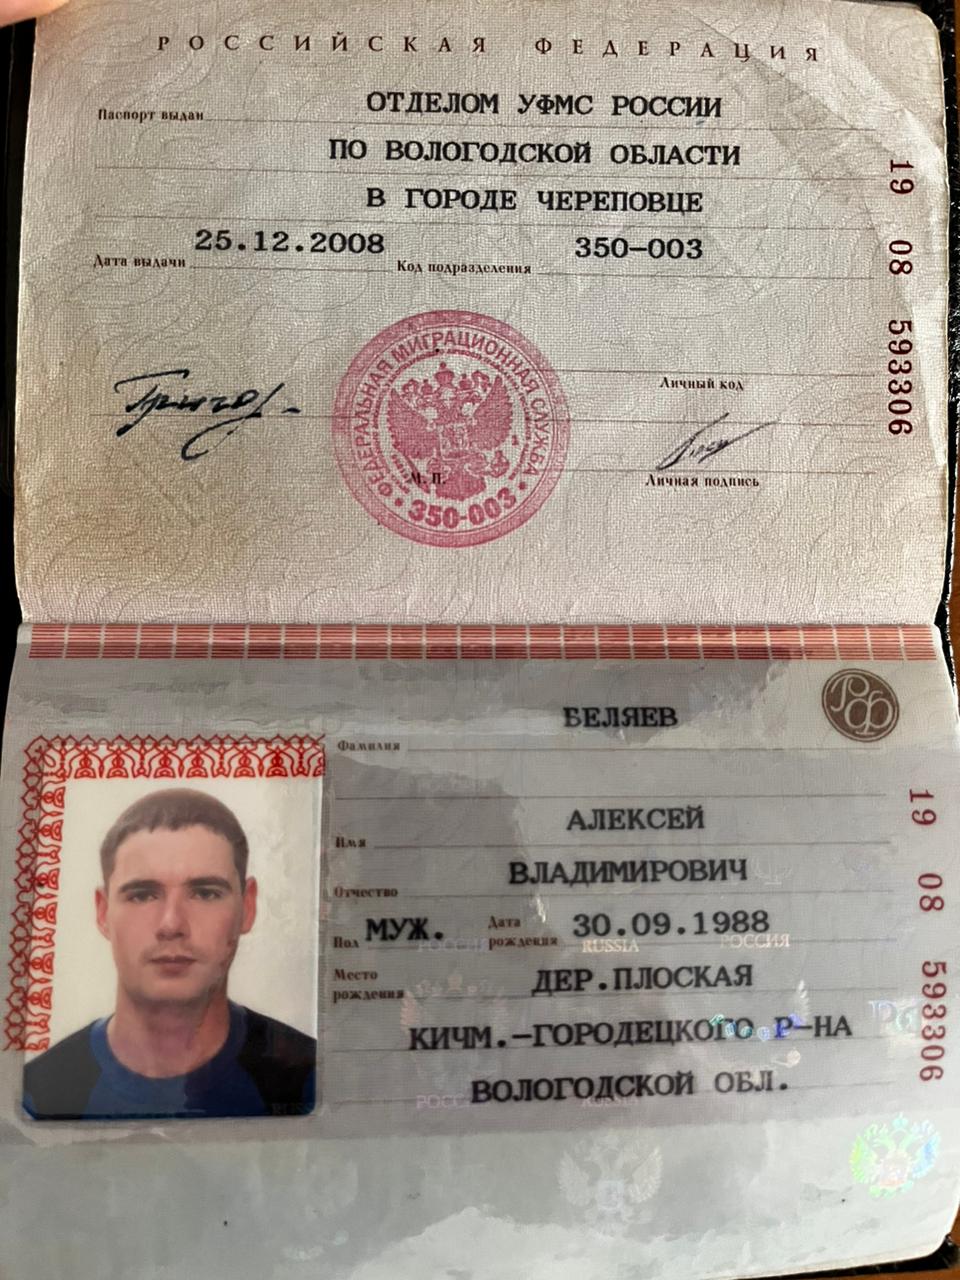 РОССИЙСКАЯ ФЕДЕРАЦИЯ
Паспорт выдан ОТДЕЛОМ УФМС РОССИИ
ПО ВОЛОГОДСКОЙ ОБЛАСТИ
В ГОРОДЕ ЧЕРЕПОВЦЕ
Дата выдачи 25.12.2008 Код подразделения 350-003
19 08 593306
ФЕДЕРАЛЬНАЯ МИГРАЦИОННАЯ СЛУЖБА
М. П.
350-003
Личный код
Личная подпись
БЕЛЯЕВ
Фамилия
АЛЕКСЕЙ
Имя
ВЛАДИМИРОВИЧ
Отчество
Пол МУЖ. Дата рождения 30.09.1988
RUSSIA РОССИЯ
Место рождения ДЕР.ПЛОСКАЯ
КИЧМ.-ГОРОДЕЦКОГО Р-НА
ВОЛОГОДСКОЙ ОБЛ.
РФ
19 08 593306